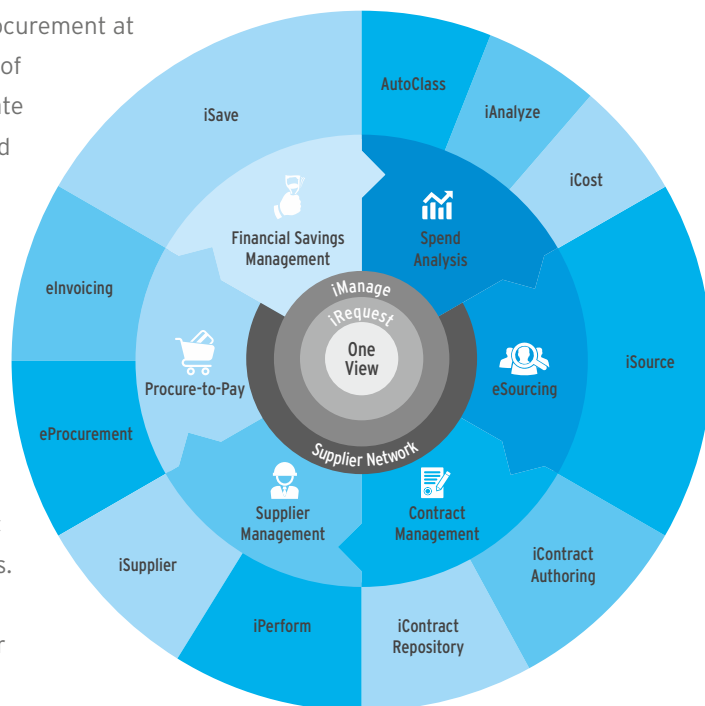 ocurement at
of
ate
d
s.
r
AutoClass
iAnalyze
iCost
iSource
iContract
Authoring
iContract
Repository
iPerform
iSupplier
eProcurement
eInvoicing
iSave
Financial Savings
Management
Spend
Analysis
eSourcing
Contract
Management
Supplier
Management
Procure-to-Pay
iManage
iRequest
One
View
Supplier Network